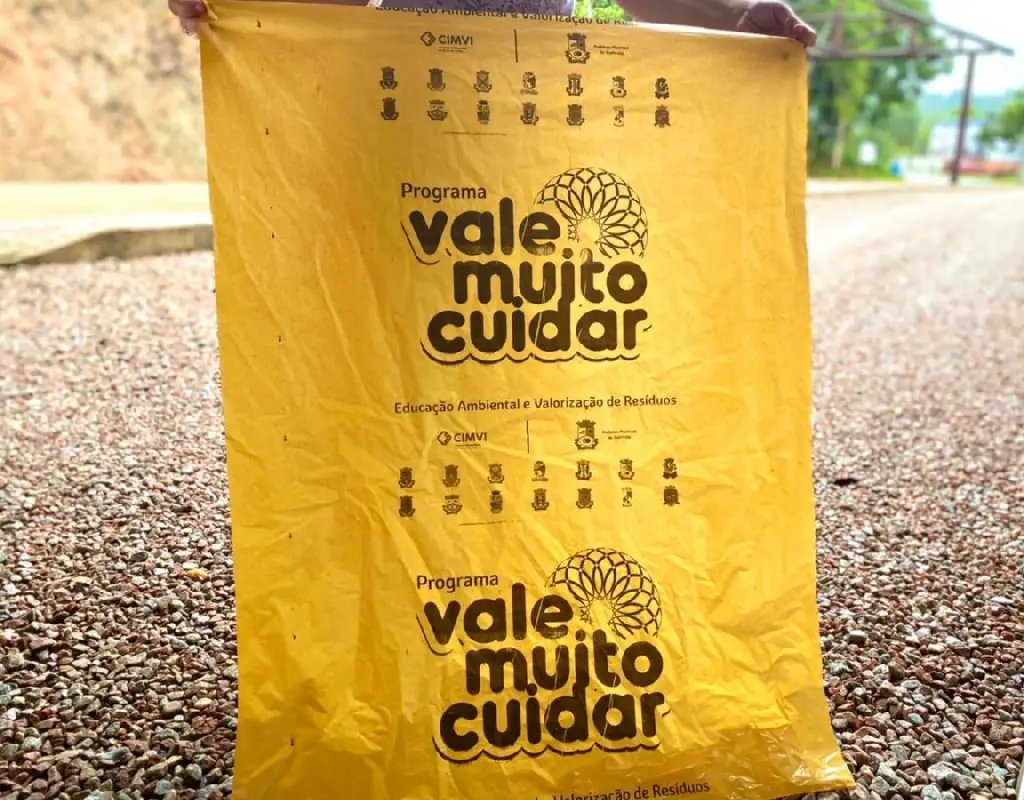 Educação Ambiental e Valorização de Re
CIMVI
Programa
vale
muito
cuidar
Educação Ambiental e Valorização de Resíduos
CIMVI
Programa
vale
muito
cuidar
Valorização de Resíduos